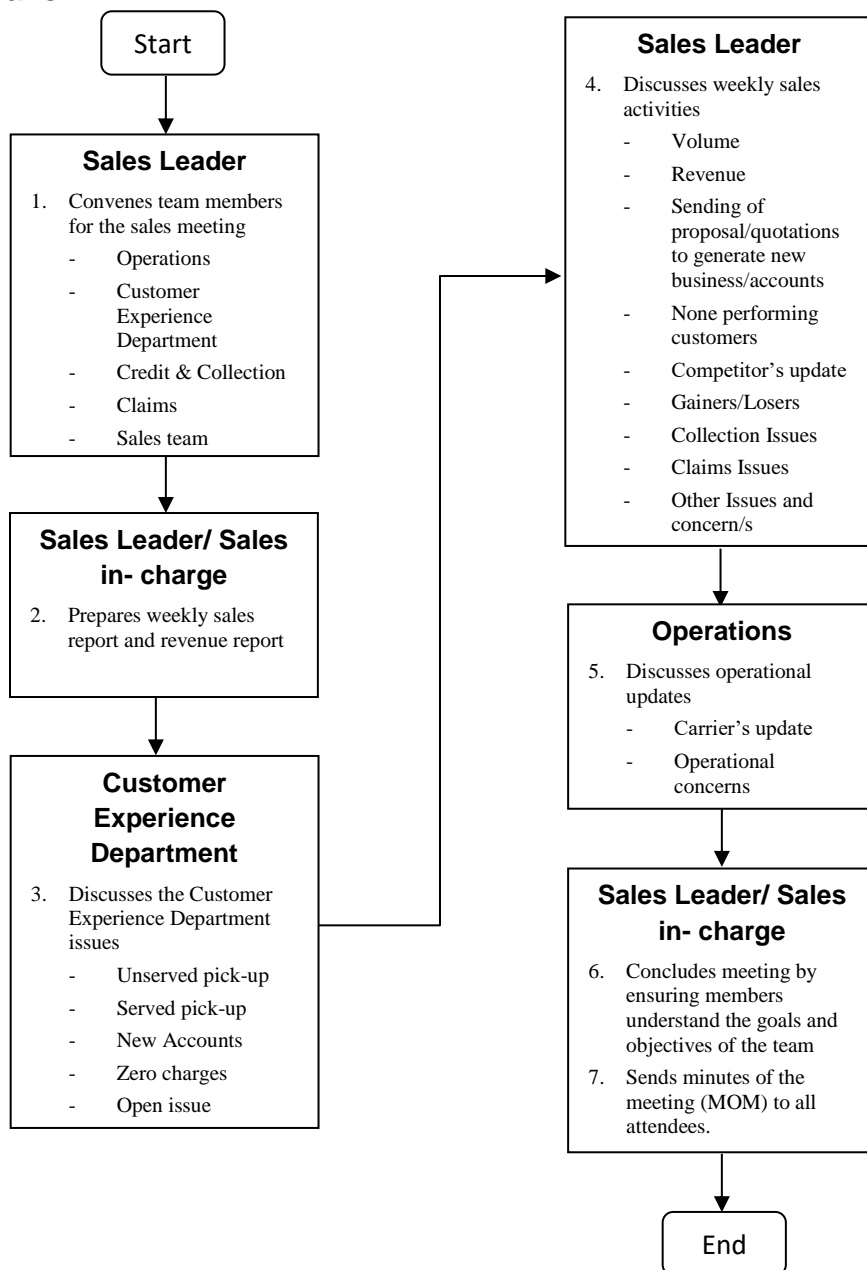 Start
Sales Leader
1. Convenes team members
for the sales meeting
- Operations
- Customer
Experience
Department
- Credit & Collection
- Claims
- Sales team
Sales Leader/ Sales
in- charge
2. Prepares weekly sales
report and revenue report
Customer
Experience
Department
3. Discusses the Customer
Experience Department
issues
- Unserved pick-up
- Served pick-up
- New Accounts
- Zero charges
- Open issue
Sales Leader
4. Discusses weekly sales
activities
- Volume
- Revenue
- Sending of
proposal/quotations
to generate new
business/accounts
- None performing
customers
- Competitor’s update
- Gainers/Losers
- Collection Issues
- Claims Issues
- Other Issues and
concern/s
Operations
5. Discusses operational
updates
- Carrier’s update
- Operational
concerns
Sales Leader/ Sales
in- charge
6. Concludes meeting by
ensuring members
understand the goals and
objectives of the team
7. Sends minutes of the
meeting (MOM) to all
attendees.
End